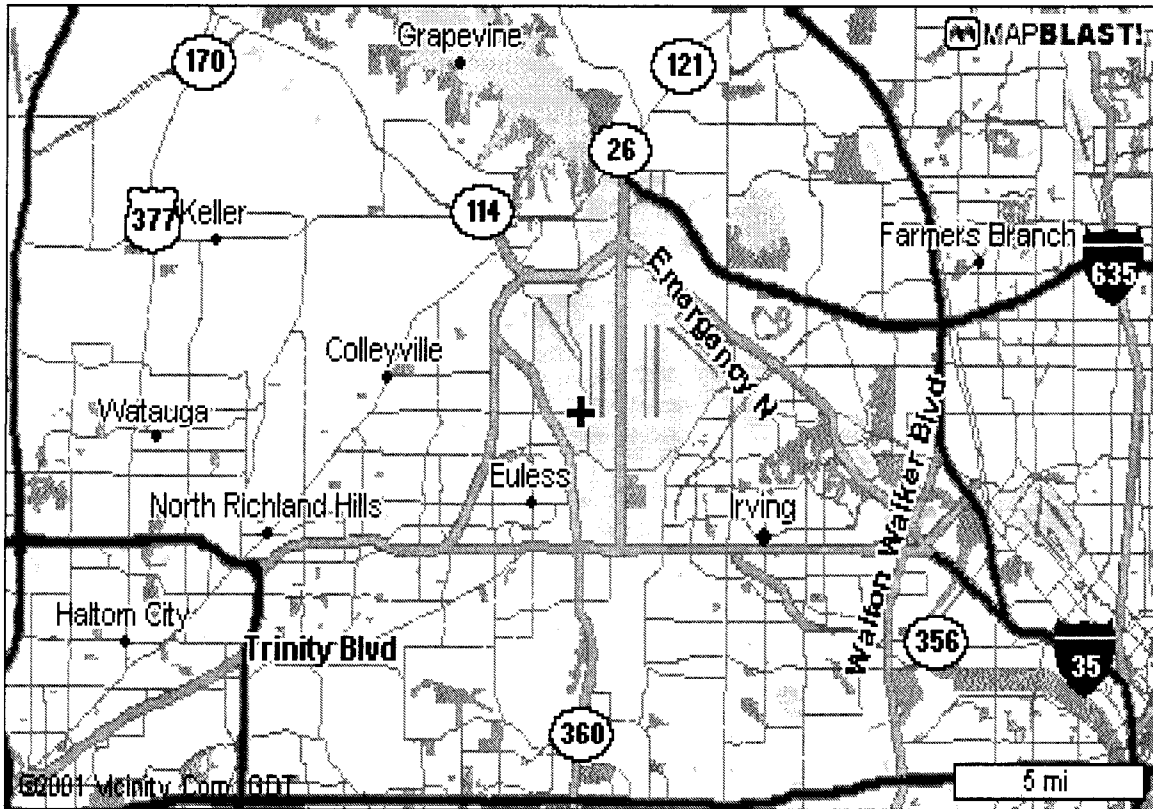 Grapevine
MAPBLAST!
170
121
26
377
Keller
114
Farmers Branch
635
Emergency N
Colleyville
Watauga
Walton Walker Blvd
Euless
North Richland Hills
Irving
Haltom City
Trinity Blvd
356
35
360
©2001 Vicinity Corp GDT
5 mi